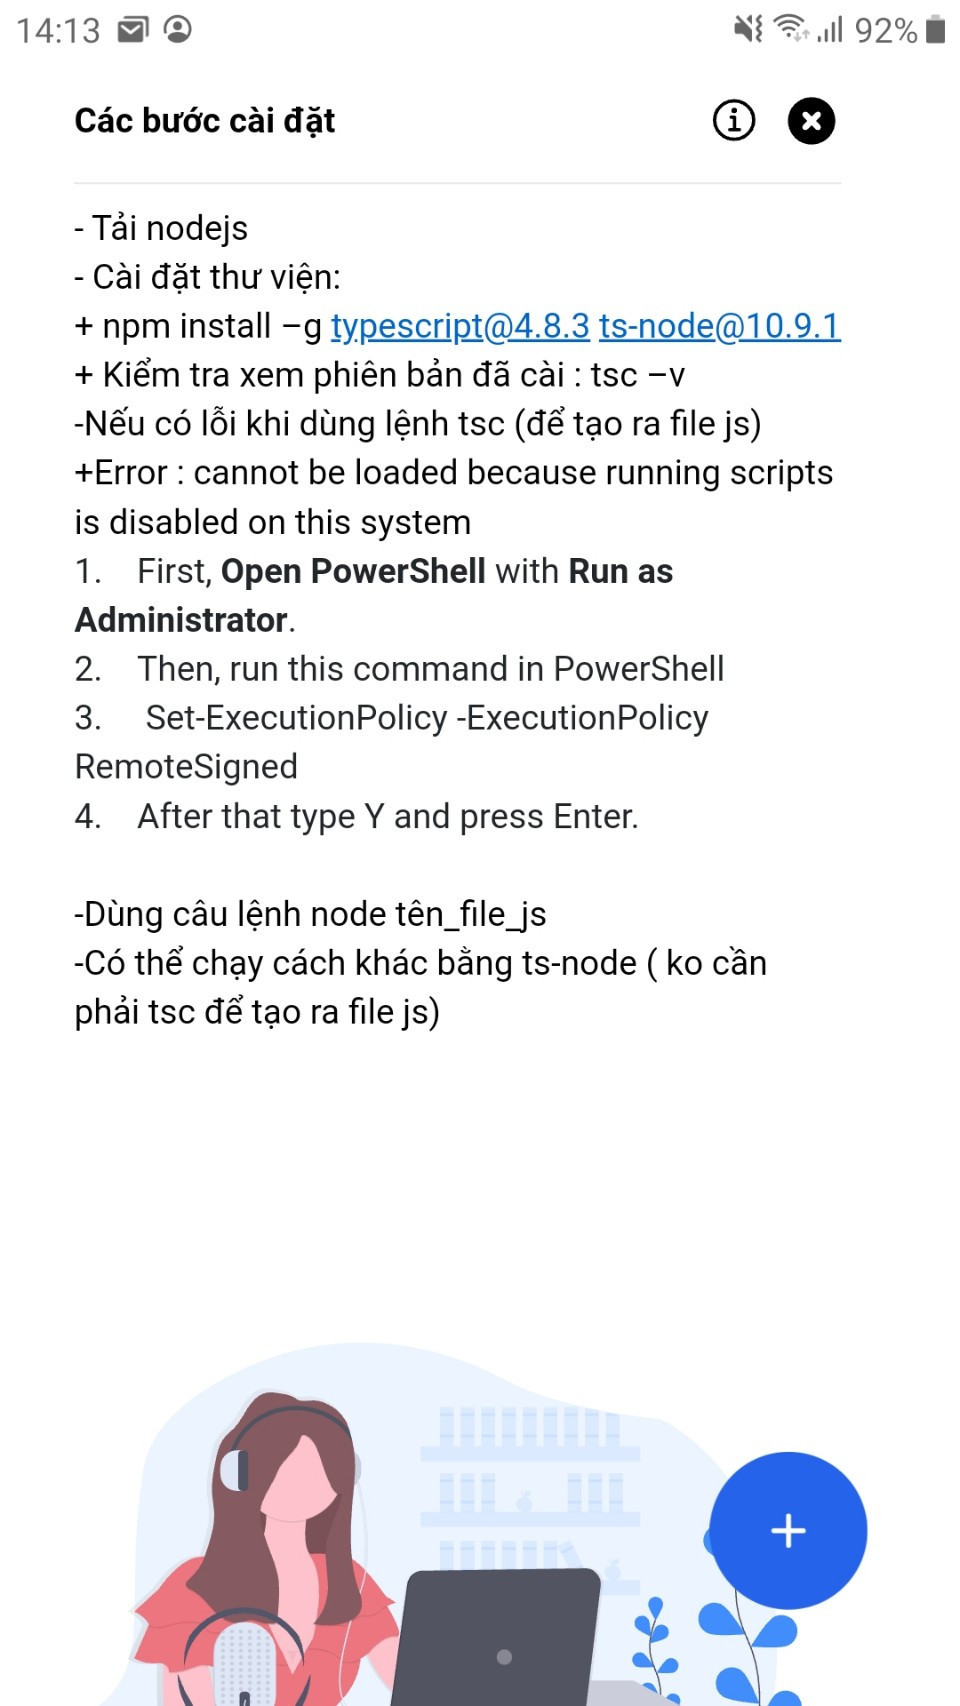 14:13
92%
Các bước cài đặt
- Tải nodejs
- Cài đặt thư viện:
+ npm install –g typescript@4.8.3 ts-node@10.9.1
+ Kiểm tra xem phiên bản đã cài : tsc –v
-Nếu có lỗi khi dùng lệnh tsc (để tạo ra file js)
+Error : cannot be loaded because running scripts
is disabled on this system
1. First, Open PowerShell with Run as
Administrator.
2. Then, run this command in PowerShell
3. Set-ExecutionPolicy -ExecutionPolicy
RemoteSigned
4. After that type Y and press Enter.
-Dùng câu lệnh node tên_file_js
-Có thể chạy cách khác bằng ts-node ( ko cần
phải tsc để tạo ra file js)